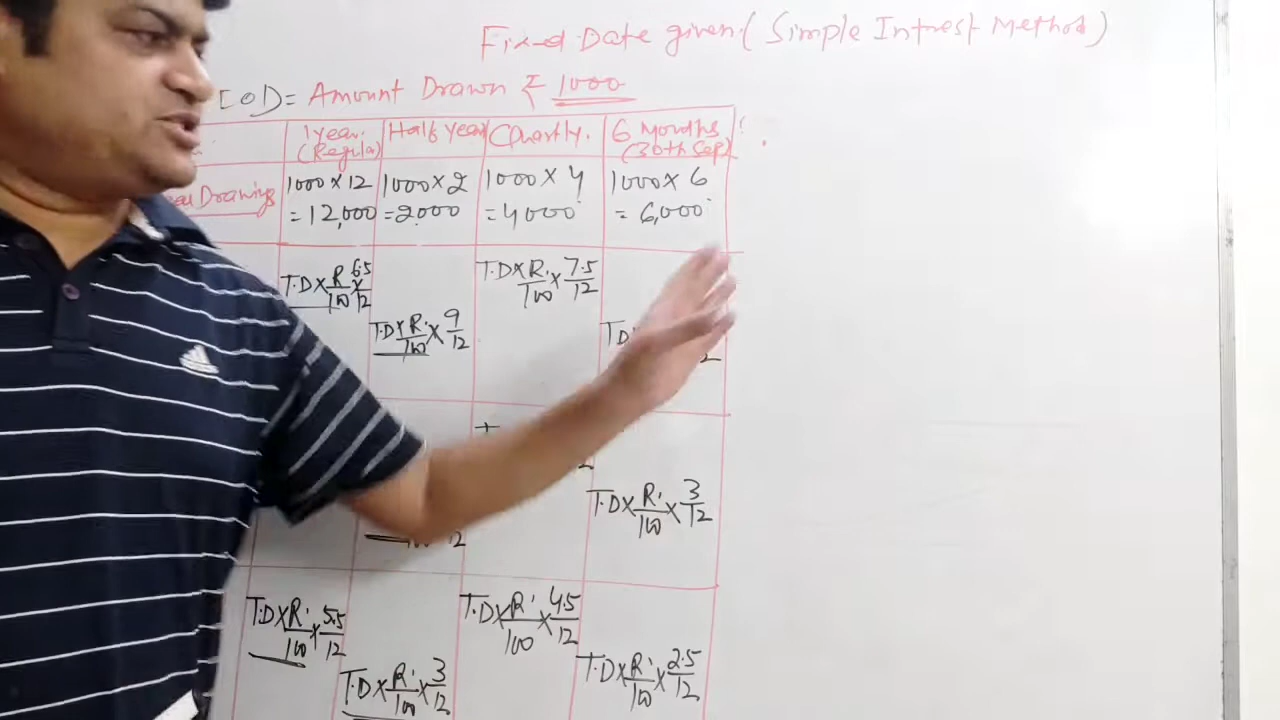 Fixed Date given (Simple Intrest Method)
IOD = Amount Drawn ₹ 1000
1 year (Regular) Half Year Quartly. 6 Months (30th Sep)
Drawings 1000×12 =12,000 1000×2 =2000 1000×4 =4000 1000×6 = 6,000
T.D×R/100×6.5/12 T.D×R/100×9/12 T.D×R/100×7.5/12 T.D
T.D×R/100×3/12
T.D×R/100×5.5/12 T.D×R/100×3/12 T.D×R/100×4.5/12 T.D×R/100×2.5/12